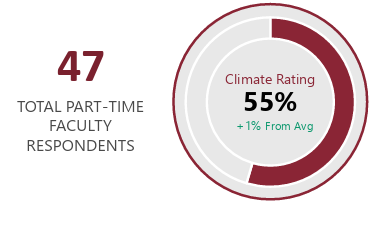 47
TOTAL PART-TIME
FACULTY
RESPONDENTS
Climate Rating
55%
+1% From Avg